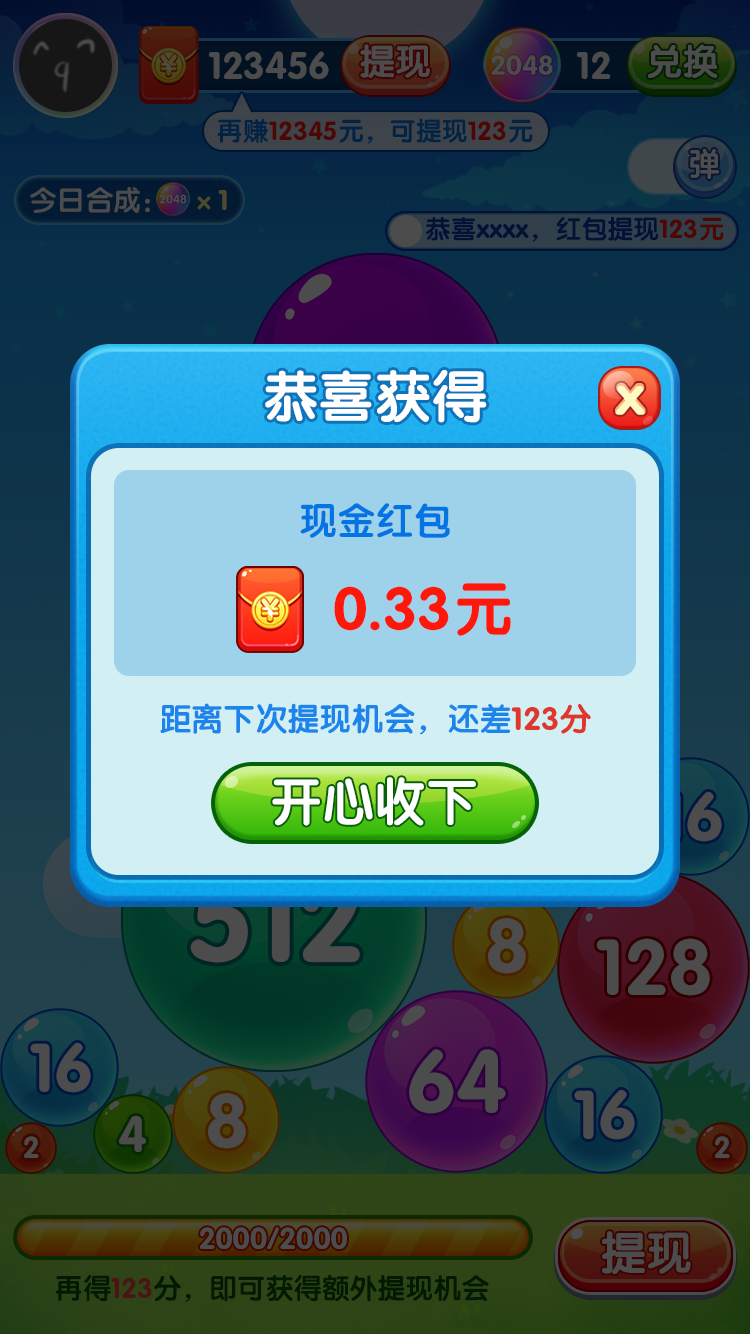 123456 提现 2048 12 兑换
再赚12345元，可提现123元
弹
今日合成: 2048 ×1
恭喜xxxx，红包提现123元
恭喜获得
现金红包
¥ 0.33元
距离下次提现机会，还差123分
开心收下
16
512
8
128
16
64
16
4
8
2
2
2000/2000
提现
再得123分，即可获得额外提现机会